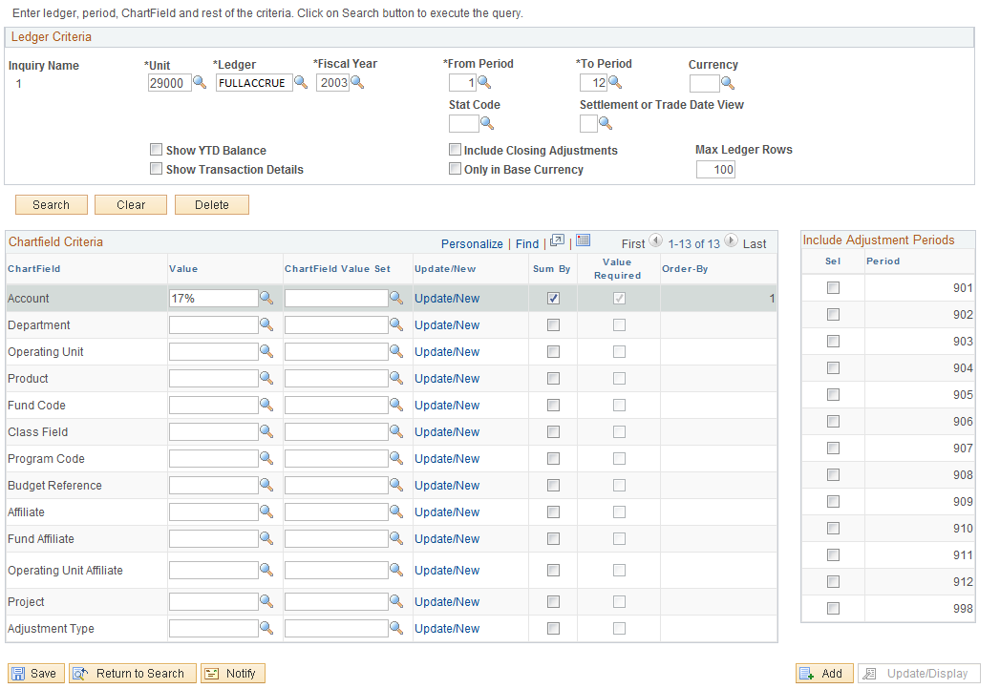 Enter ledger, period, ChartField and rest of the criteria. Click on Search button to execute the query.
Ledger Criteria
Inquiry Name *Unit *Ledger *Fiscal Year *From Period *To Period Currency
1 29000 FULLACCRUE 2003 1 12
Stat Code Settlement or Trade Date View
Show YTD Balance Include Closing Adjustments Max Ledger Rows
Show Transaction Details Only in Base Currency 100
Search Clear Delete
Chartfield Criteria Personalize | Find | | First 1-13 of 13 Last
ChartField Value ChartField Value Set Update/New Sum By Value Required Order-By
Account 17% Update/New 1
Department Update/New
Operating Unit Update/New
Product Update/New
Fund Code Update/New
Class Field Update/New
Program Code Update/New
Budget Reference Update/New
Affiliate Update/New
Fund Affiliate Update/New
Operating Unit Affiliate Update/New
Project Update/New
Adjustment Type Update/New
Include Adjustment Periods
Sel Period
901
902
903
904
905
906
907
908
909
910
911
912
998
Save Return to Search Notify Add Update/Display